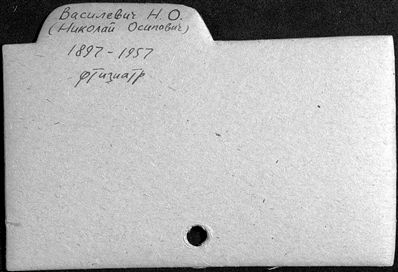 Василевич Н. О.
(Николай Осипович)
1897-1957
фтизиатр